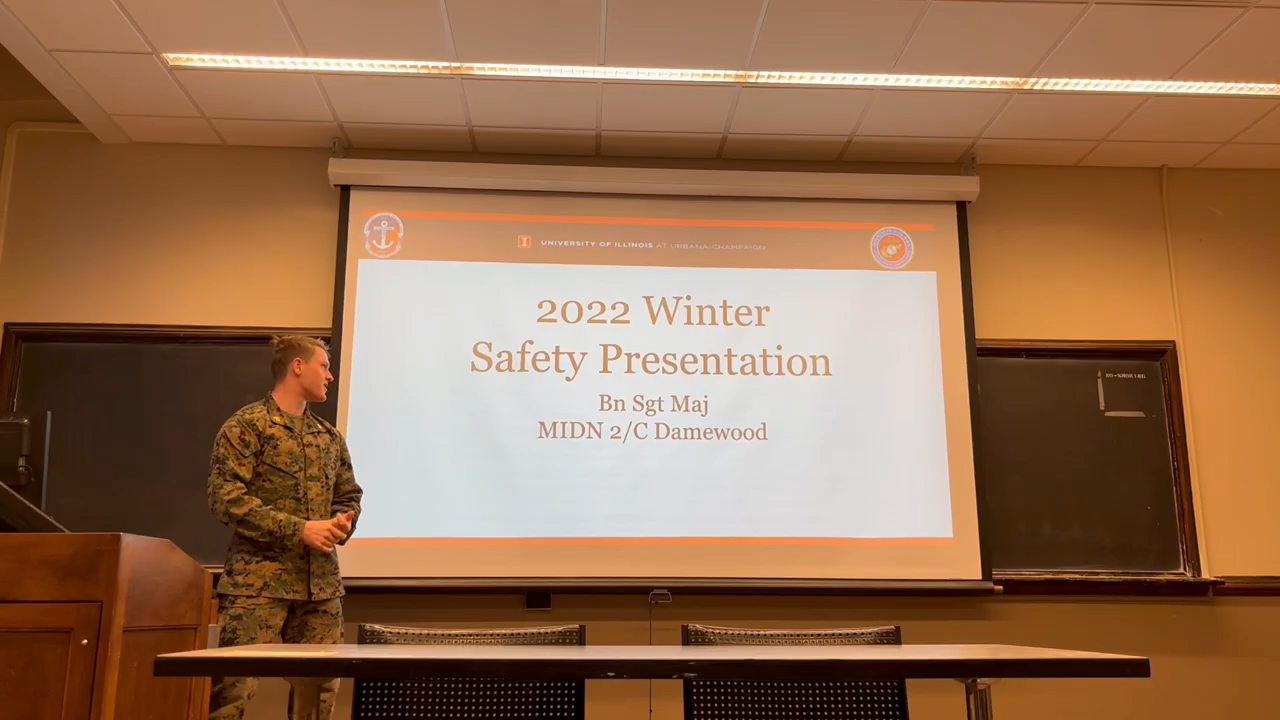 I UNIVERSITY OF ILLINOIS AT URBANA-CHAMPAIGN
2022 Winter
Safety Presentation
Bn Sgt Maj
MIDN 2/C Damewood